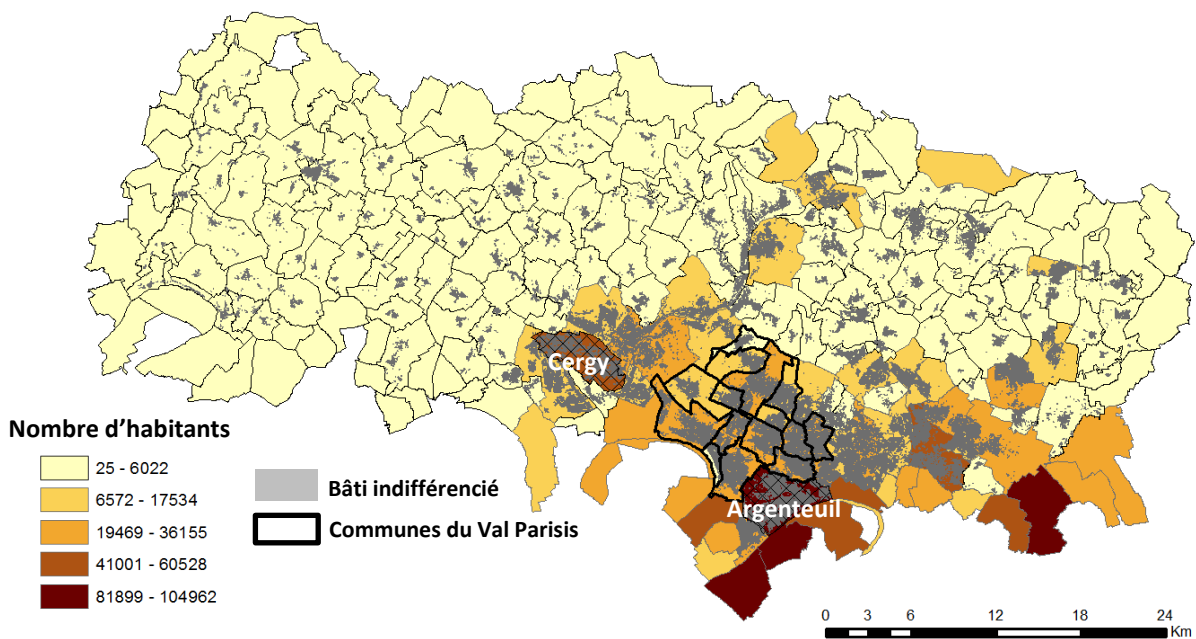 Cergy
Argenteuil
Nombre d'habitants
25 - 6022
6572 - 17534
19469 - 36155
41001 - 60528
81899 - 104962
Bâti indifférencié
Communes du Val Parisis
0 3 6 12 18 24
Km